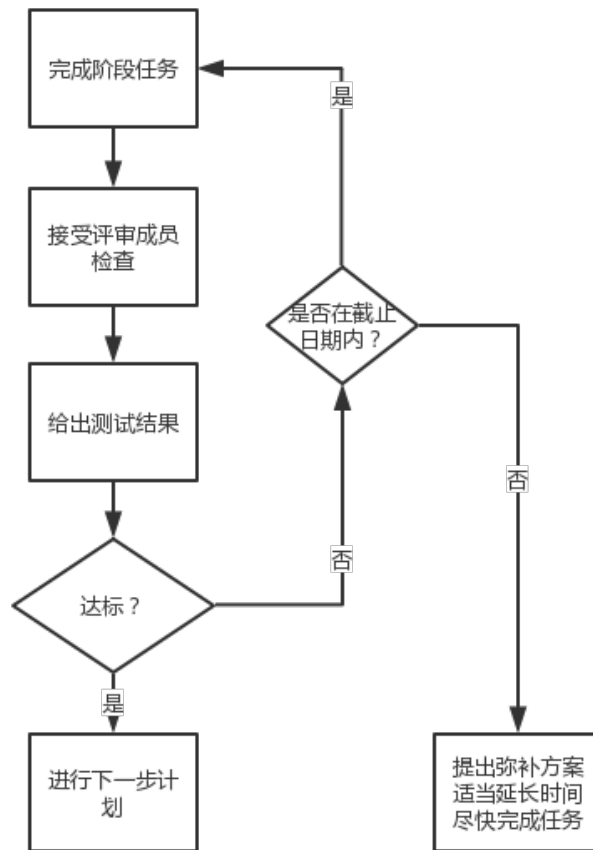 完成阶段任务
是
接受评审成员
检查
是否在截止
日期内？
给出测试结果
否
否
达标？
是
进行下一步计
划
提出弥补方案
适当延长时间
尽快完成任务